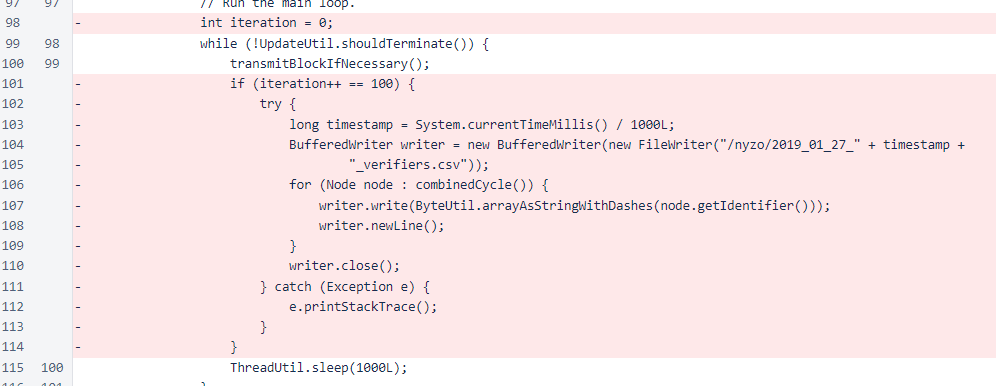 97 97 // Run the main loop.
98 - int iteration = 0;
99 98 while (!UpdateUtil.shouldTerminate()) {
100 99 transmitBlockIfNecessary();
101 - if (iteration++ == 100) {
102 - try {
103 - long timestamp = System.currentTimeMillis() / 1000L;
104 - BufferedWriter writer = new BufferedWriter(new FileWriter("/nyzo/2019_01_27_" + timestamp +
105 - "_verifiers.csv"));
106 - for (Node node : combinedCycle()) {
107 - writer.write(ByteUtil.arrayAsStringWithDashes(node.getIdentifier()));
108 - writer.newLine();
109 - }
110 - writer.close();
111 - } catch (Exception e) {
112 - e.printStackTrace();
113 - }
114 - }
115 100 ThreadUtil.sleep(1000L);
116 101 }